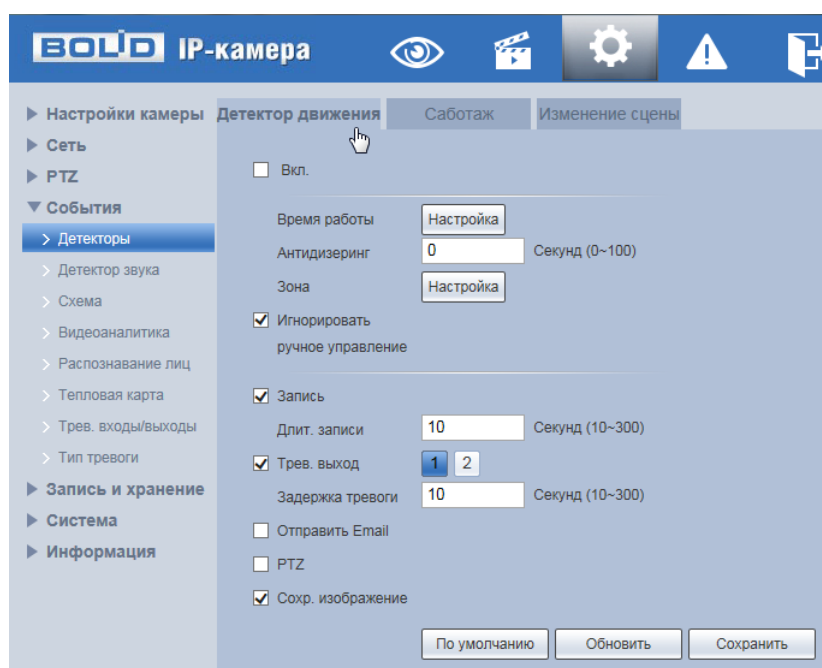 BOLID IP-камера
Настройки камеры
Сеть
PTZ
События
Детекторы
Детектор звука
Схема
Видеоаналитика
Распознавание лиц
Тепловая карта
Трев. входы/выходы
Тип тревоги
Запись и хранение
Система
Информация
Детектор движения Саботаж Изменение сцены
Вкл.
Время работы Настройка
Антидизеринг 0 Секунд (0~100)
Зона Настройка
Игнорировать
ручное управление
Запись
Длит. записи 10 Секунд (10~300)
Трев. выход 1 2
Задержка тревоги 10 Секунд (10~300)
Отправить Email
PTZ
Сохр. изображение
По умолчанию Обновить Сохранить